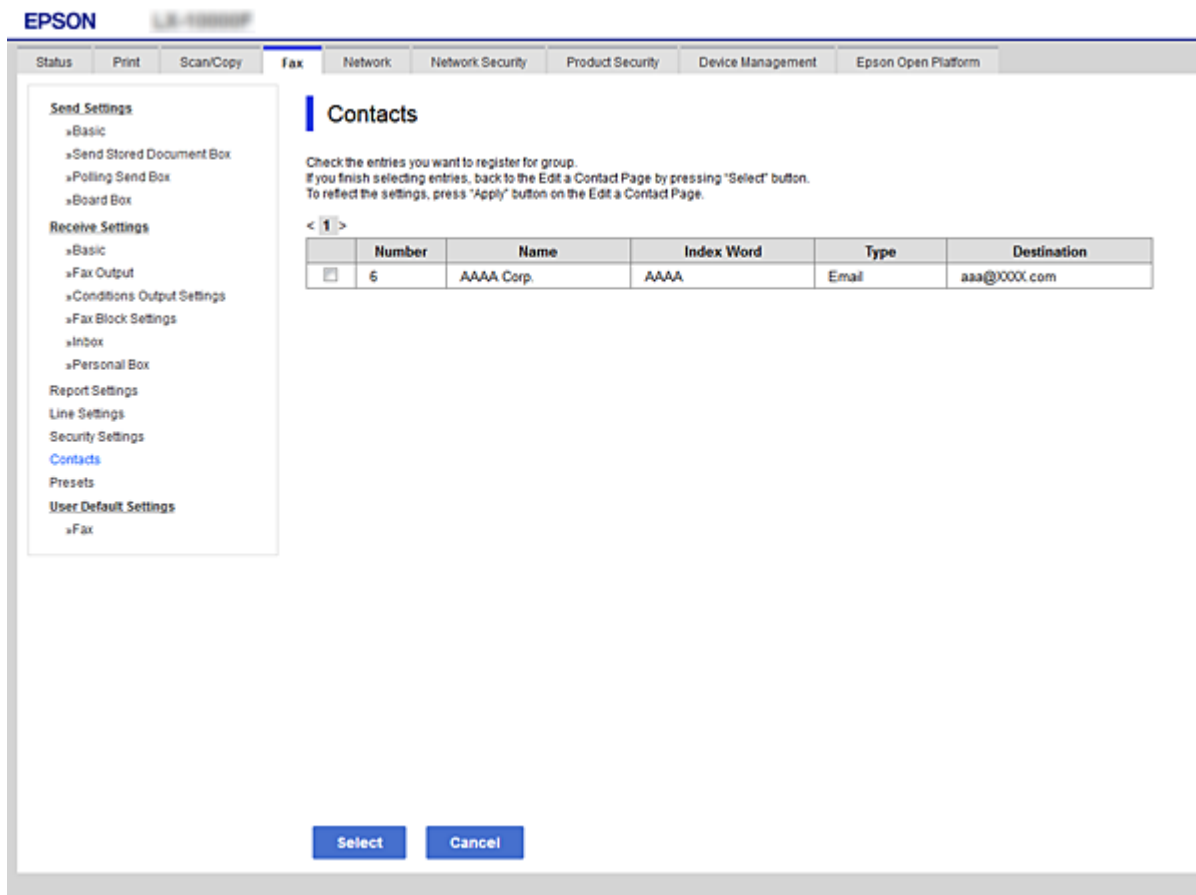 EPSON
Status Print Scan/Copy Fax Network Network Security Product Security Device Management Epson Open Platform
Send Settings
»Basic
»Send Stored Document Box
»Polling Send Box
»Board Box
Receive Settings
»Basic
»Fax Output
»Conditions Output Settings
»Fax Block Settings
»Inbox
»Personal Box
Report Settings
Line Settings
Security Settings
Contacts
Presets
User Default Settings
»Fax
Contacts
Check the entries you want to register for group.
If you finish selecting entries, back to the Edit a Contact Page by pressing "Select" button.
To reflect the settings, press "Apply" button on the Edit a Contact Page.
< 1 >
Number Name Index Word Type Destination
6 AAAA Corp. AAAA Email aaa@XXXX.com
Select Cancel